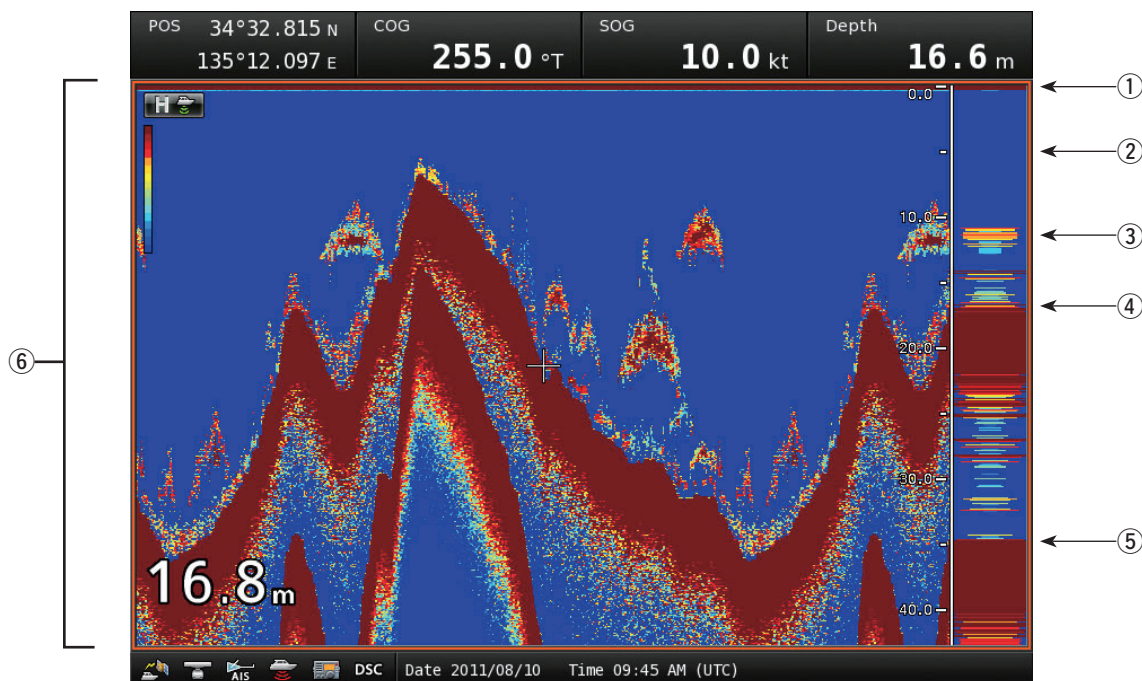 POS 34°32.815 N
135°12.097 E
COG
255.0 °T
SOG
10.0 kt
Depth
16.6 m
H
0.0
10.0
20.0
30.0
40.0
16.8 m
①
②
③
④
⑤
⑥
AIS
DSC
Date 2011/08/10 Time 09:45 AM (UTC)